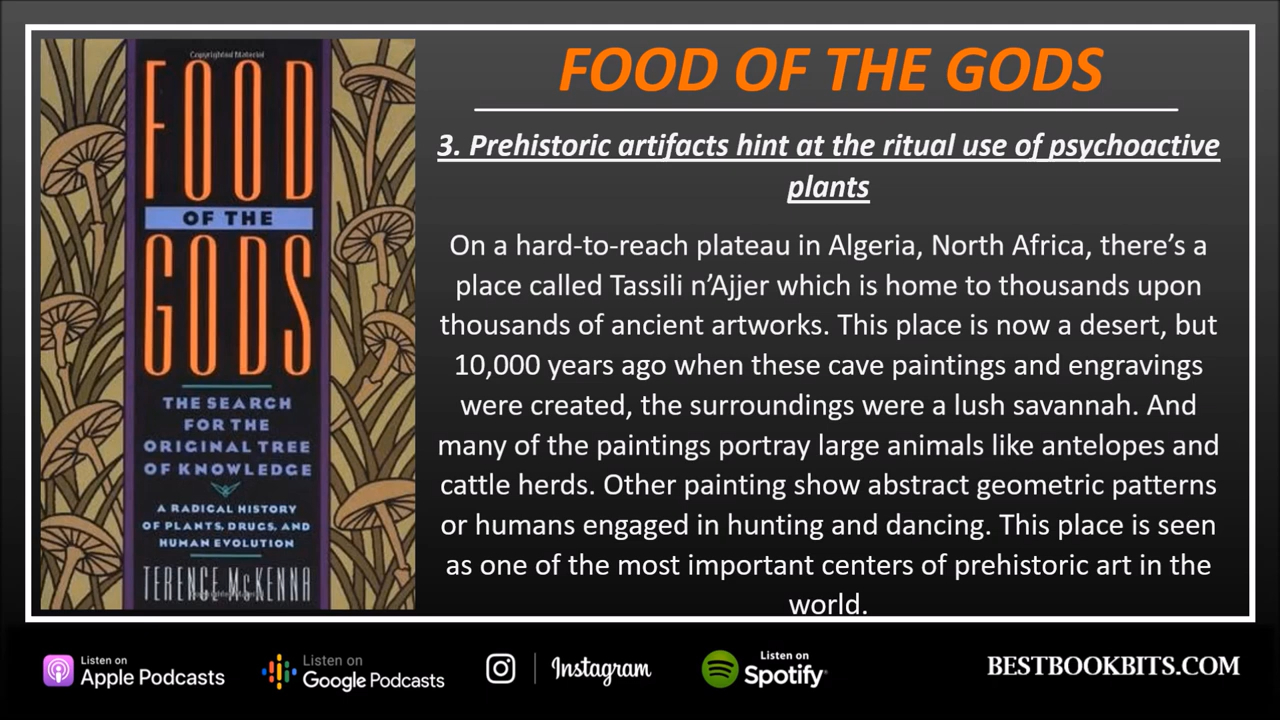 FOOD OF THE GODS
3. Prehistoric artifacts hint at the ritual use of psychoactive
plants
On a hard-to-reach plateau in Algeria, North Africa, there’s a
place called Tassili n’Ajjer which is home to thousands upon
thousands of ancient artworks. This place is now a desert, but
10,000 years ago when these cave paintings and engravings
were created, the surroundings were a lush savannah. And
many of the paintings portray large animals like antelopes and
cattle herds. Other painting show abstract geometric patterns
or humans engaged in hunting and dancing. This place is seen
as one of the most important centers of prehistoric art in the
world.
Copyrighted Material
FOOD
OF THE
GODS
THE SEARCH
FOR THE
ORIGINAL TREE
OF KNOWLEDGE
A RADICAL HISTORY
OF PLANTS, DRUGS, AND
HUMAN EVOLUTION
TERENCE McKENNA
Listen on
Apple Podcasts
Listen on
Google Podcasts
Instagram
Listen on
Spotify
BESTBOOKBITS.COM